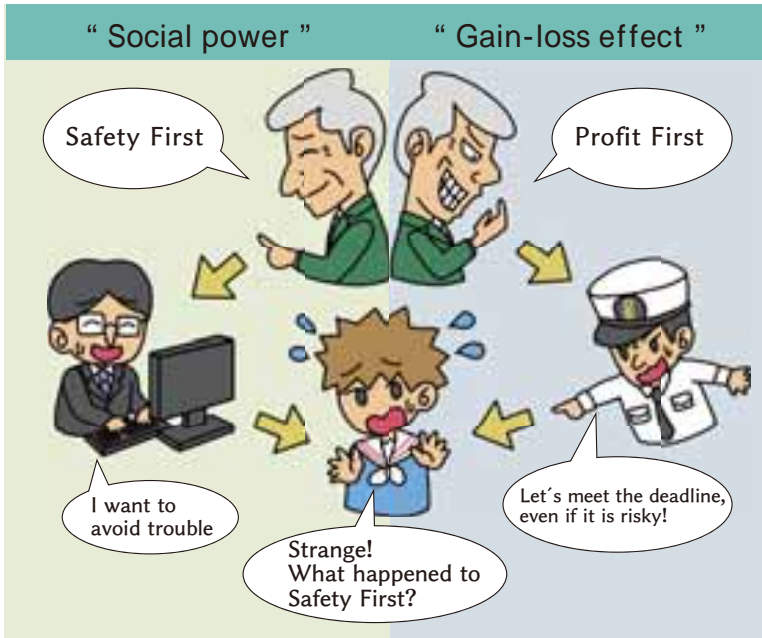 “ Social power ”
“ Gain-loss effect ”
Safety First
Profit First
I want to
avoid trouble
Let´s meet the deadline,
even if it is risky!
Strange!
What happened to
Safety First?